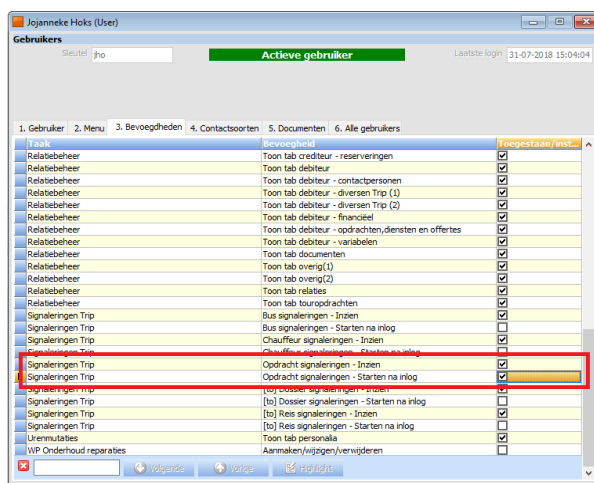 Jojanneke Hoks (User)
Gebruikers
Sleutel jho Actieve gebruiker Laatste login 31-07-2018 15:04:04
1. Gebruiker 2. Menu 3. Bevoegdheden 4. Contactsoorten 5. Documenten 6. Alle gebruikers
Taak Bevoegheid Toegestaan/inst...
Relatiebeheer Toon tab crediteur - reserveringen
Relatiebeheer Toon tab debiteur
Relatiebeheer Toon tab debiteur - contactpersonen
Relatiebeheer Toon tab debiteur - diversen Trip (1)
Relatiebeheer Toon tab debiteur - diversen Trip (2)
Relatiebeheer Toon tab debiteur - financiëel
Relatiebeheer Toon tab debiteur - opdrachten,diensten en offertes
Relatiebeheer Toon tab debiteur - variabelen
Relatiebeheer Toon tab documenten
Relatiebeheer Toon tab overig(1)
Relatiebeheer Toon tab overig(2)
Relatiebeheer Toon tab relaties
Relatiebeheer Toon tab touropdrachten
Signaleringen Trip Bus signaleringen - Inzien
Signaleringen Trip Bus signaleringen - Starten na inlog
Signaleringen Trip Chauffeur signaleringen - Inzien
Signaleringen Trip Chauffeur signaleringen - Starten na inlog
Signaleringen Trip Opdracht signaleringen - Inzien
Signaleringen Trip Opdracht signaleringen - Starten na inlog
Signaleringen Trip [to] Dossier signaleringen - Inzien
Signaleringen Trip [to] Dossier signaleringen - Starten na inlog
Signaleringen Trip [to] Reis signaleringen - Inzien
Signaleringen Trip [to] Reis signaleringen - Starten na inlog
Urenmutaties Toon tab personalia
WP Onderhoud reparaties Aanmaken/wijzigen/verwijderen
Volgende Vorige Highlight